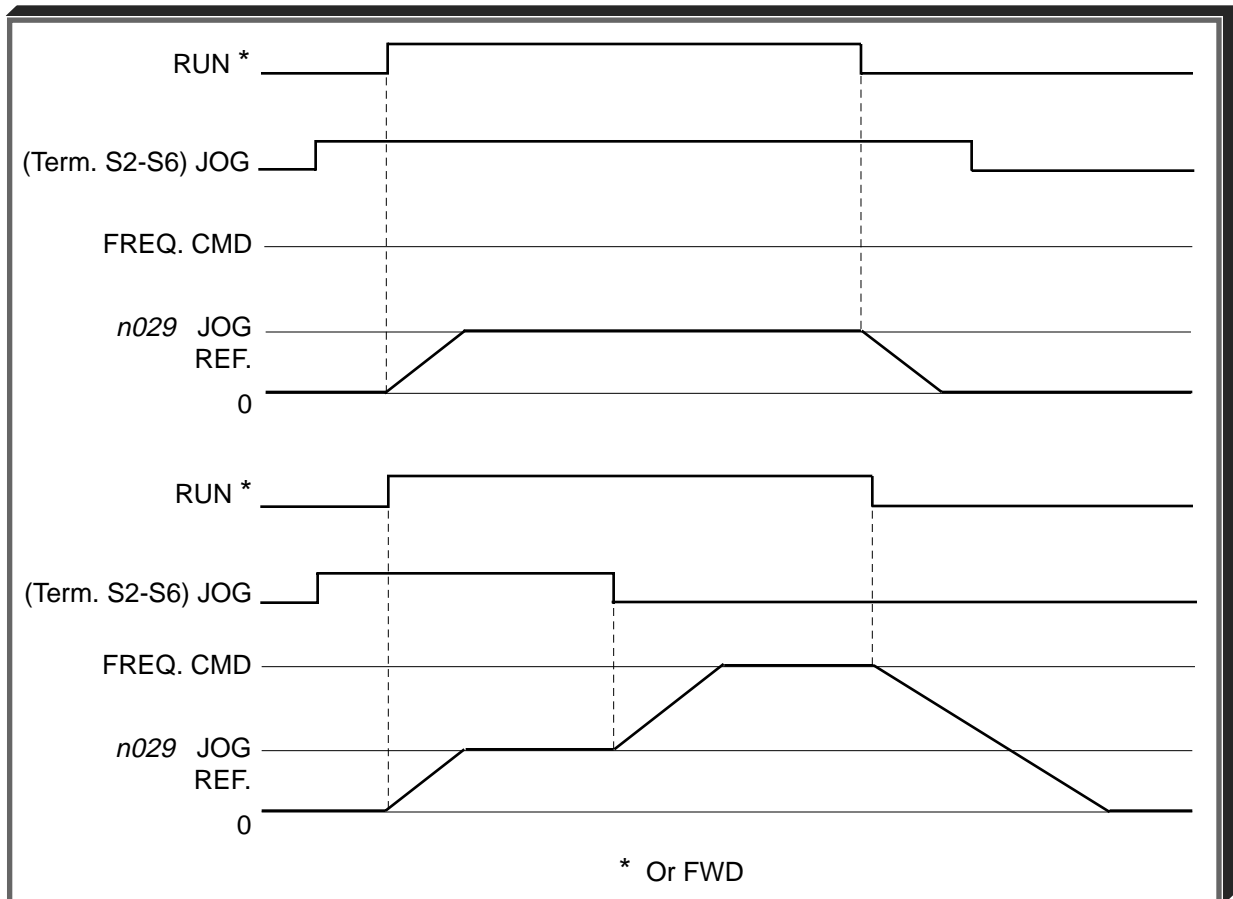 RUN *
(Term. S2-S6) JOG
FREQ. CMD
n029 JOG
REF.
0
RUN *
(Term. S2-S6) JOG
FREQ. CMD
n029 JOG
REF.
0
* Or FWD